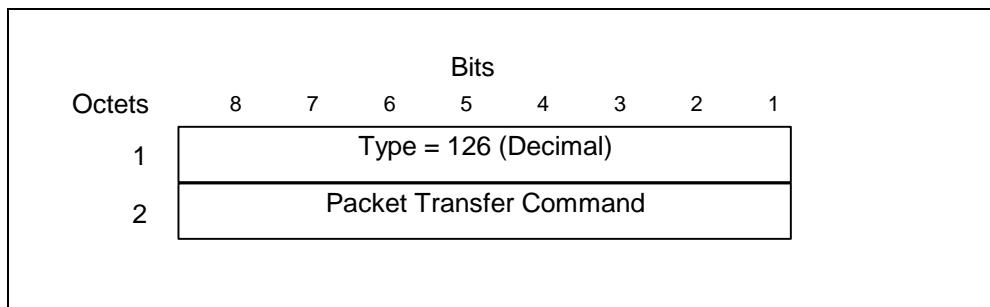 Bits
Octets 8 7 6 5 4 3 2 1
1 Type = 126 (Decimal)
2 Packet Transfer Command